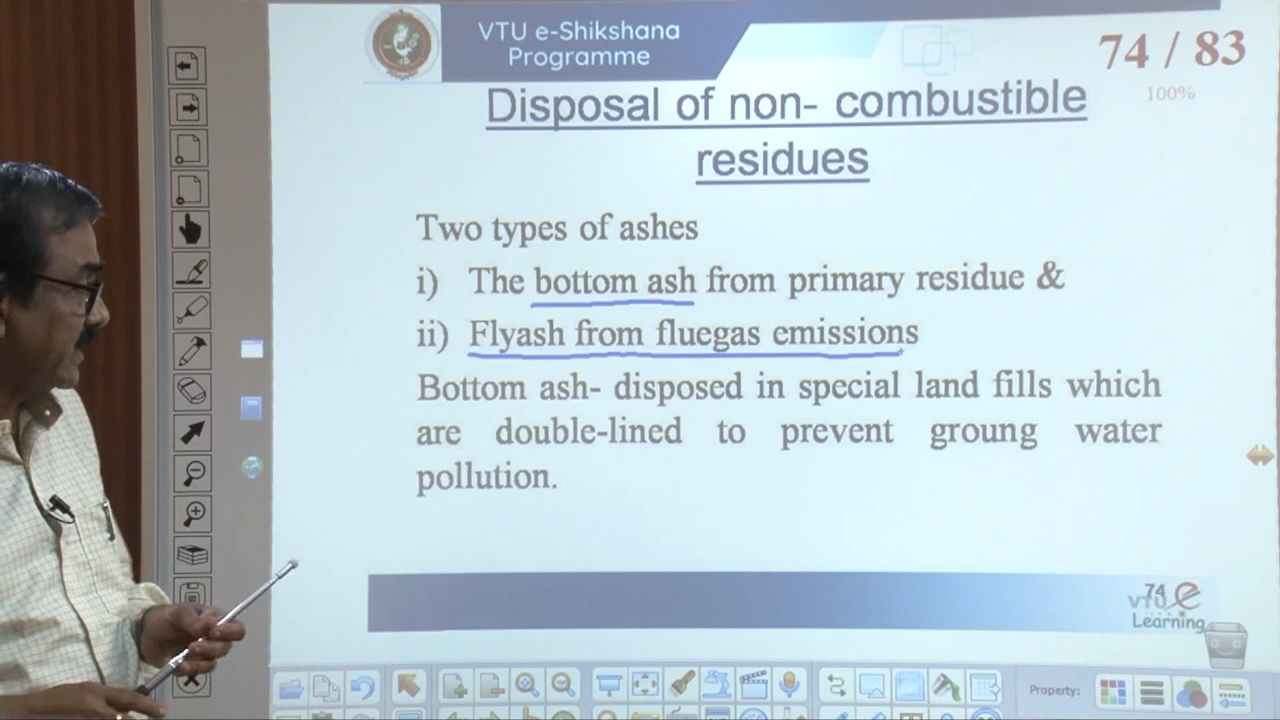 VTU e-Shikshana
Programme
74 / 83
100%
Disposal of non- combustible
residues
Two types of ashes
i) The bottom ash from primary residue &
ii) Flyash from fluegas emissions
Bottom ash- disposed in special land fills which
are double-lined to prevent groung water
pollution.
74
VTU e
Learning
Property: